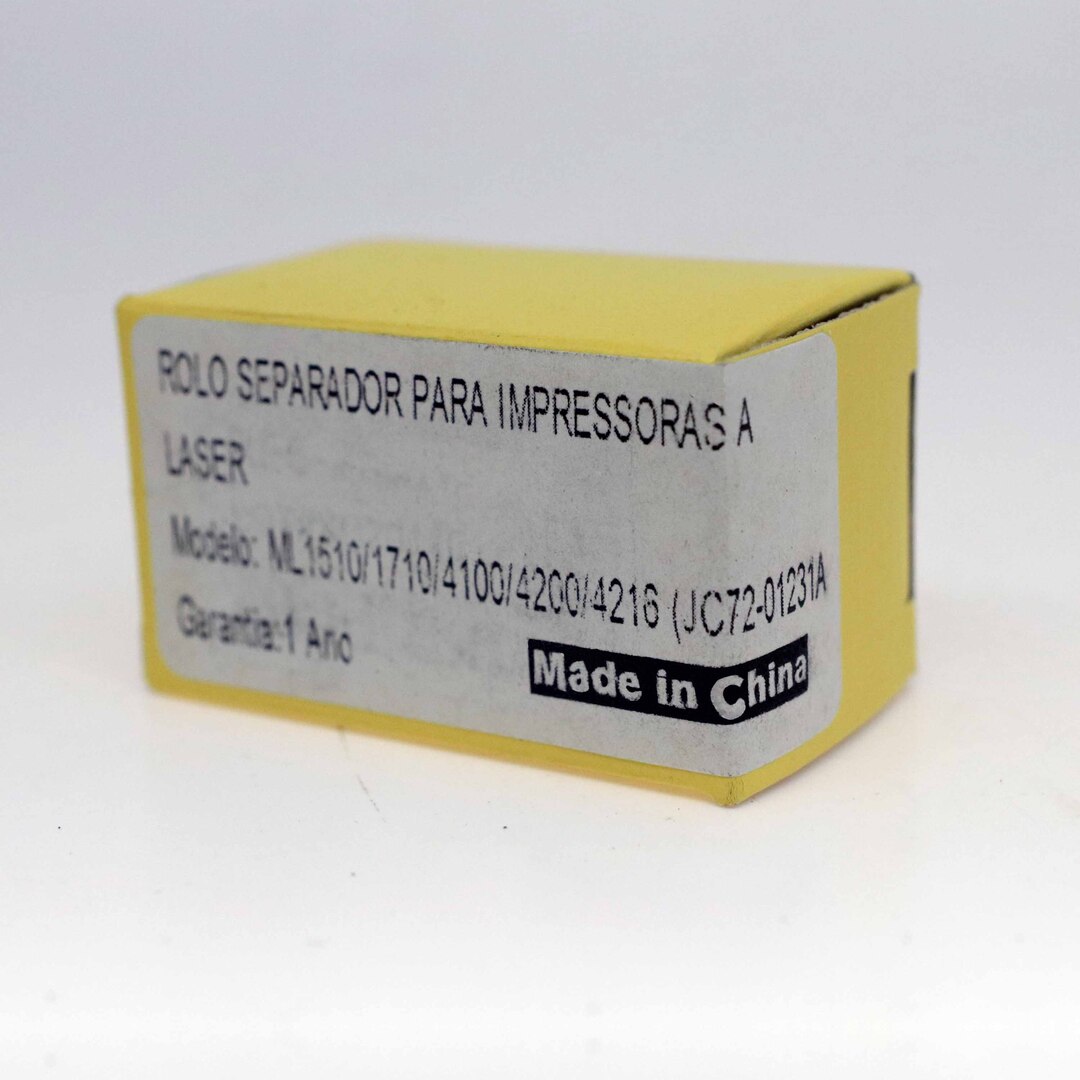 ROLO SEPARADOR PARA IMPRESSORAS A
LASER
Modelo: ML1510/1710/4100/4200/4216 (JC72-01231A
Garantia:1 Ano
Made in China